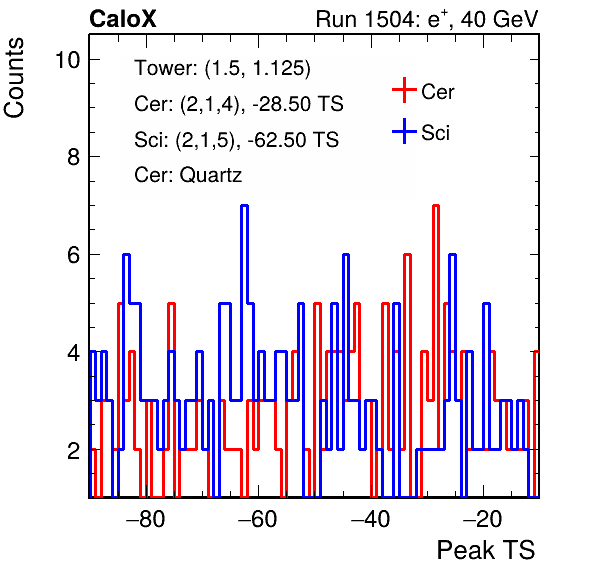 CaloX Run 1504: e+, 40 GeV
Counts
10
8
6
4
2
Tower: (1.5, 1.125)
Cer: (2,1,4), -28.50 TS
Sci: (2,1,5), -62.50 TS
Cer: Quartz
Cer
Sci
−80 −60 −40 −20
Peak TS